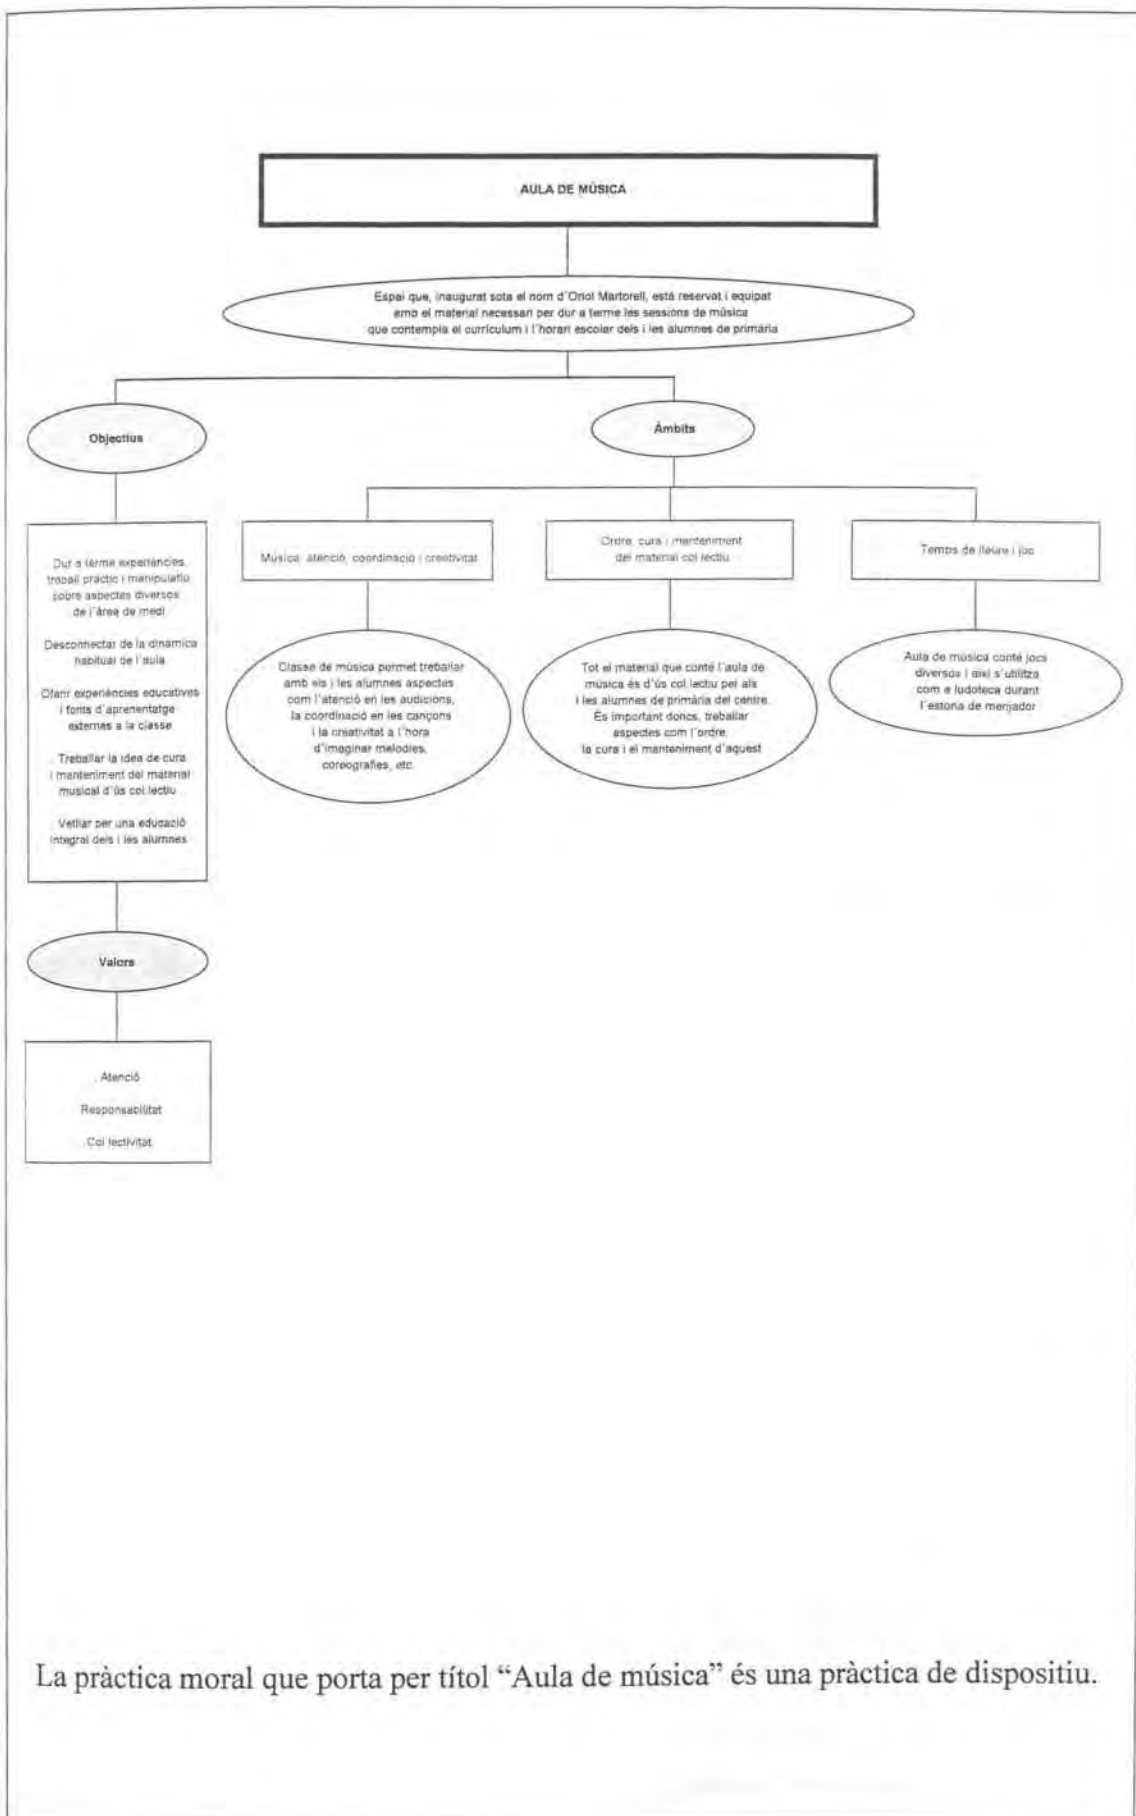 AULA DE MÚSICA
Espai que, inaugurat sota el nom d´Oriol Martorell, està reservat i equipat
amb el material necessari per dur a terme les sessions de música
que contempla el currículum i l´horari escolar dels i les alumnes de primària
Objectius
Àmbits
Dur a terme experiències,
treball pràctic i manipulatiu
sobre aspectes diversos
de l´àrea de medi
Desconnectar de la dinàmica
habitual de l´aula
Oferir experiències educatives
i fonts d´aprenentatge
externes a la classe
Treballar la idea de cura
i manteniment del material
musical d´ús col.lectiu
Vetllar per una educació
integral dels i les alumnes
Música: atenció, coordinació i creativitat
Ordre, cura i manteniment
del material col.lectiu
Temps de lleure i joc
Classe de música permet treballar
amb els i les alumnes aspectes
com l´atenció en les audicions,
la coordinació en les cançons
i la creativitat a l´hora
d´imaginar melodies,
coreografies, etc.
Tot el material que conté l´aula de
música és d´ús col.lectiu per als
i les alumnes de primària del centre.
És important doncs, treballar
aspectes com l´ordre,
la cura i el manteniment d´aquest
Aula de música conté jocs
diversos i així s´utilitza
com a ludoteca durant
l´estona de menjador
Valors
Atenció
Responsabilitat
Col.lectivitat
La pràctica moral que porta per títol “Aula de música” és una pràctica de dispositiu.